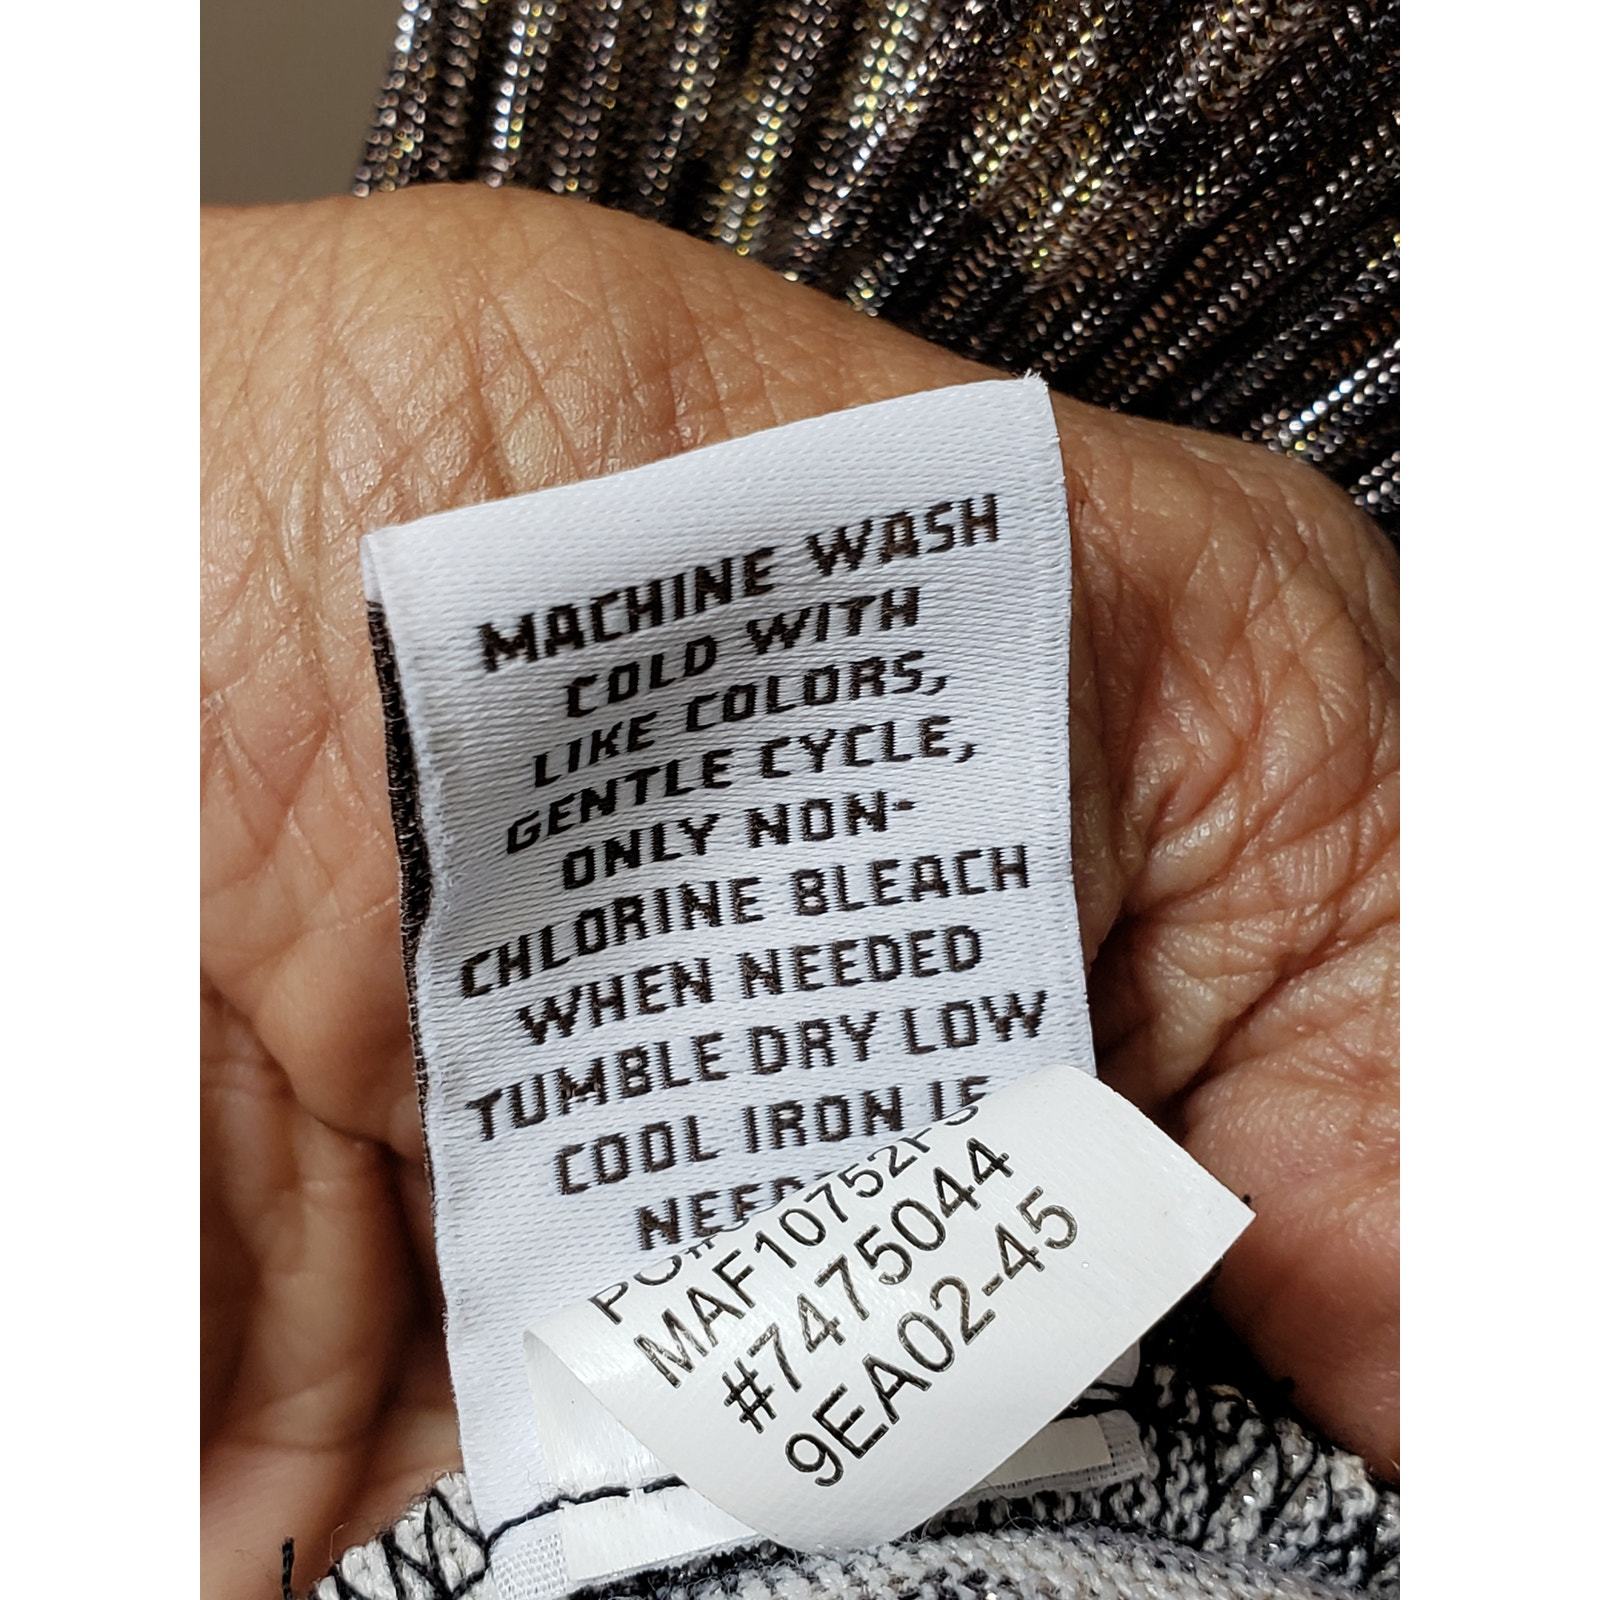 MACHINE WASH
COLD WITH
LIKE COLORS,
GENTLE CYCLE,
ONLY NON-
CHLORINE BLEACH
WHEN NEEDED
TUMBLE DRY LOW
COOL IRON IF
#7475044
9EA02-45